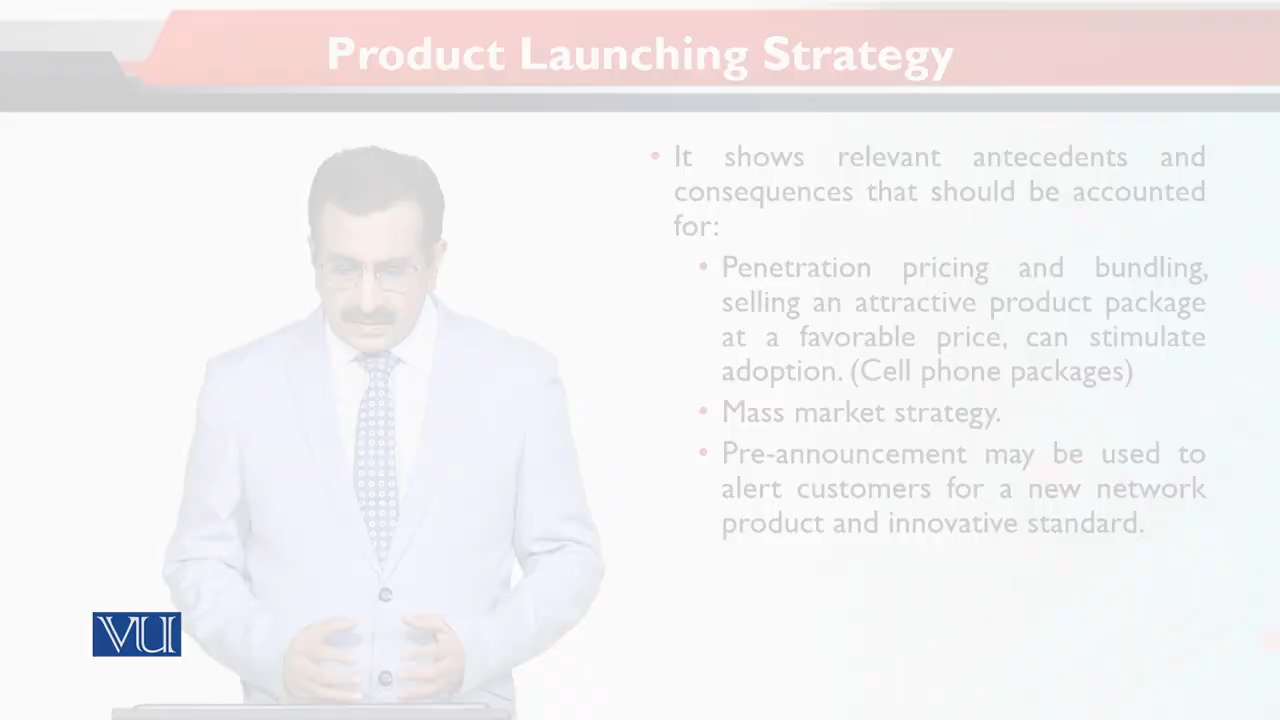 Product Launching Strategy
• It shows relevant antecedents and
consequences that should be accounted
for:
• Penetration pricing and bundling,
selling an attractive product package
at a favorable price, can stimulate
adoption. (Cell phone packages)
• Mass market strategy.
• Pre-announcement may be used to
alert customers for a new network
product and innovative standard.
VU